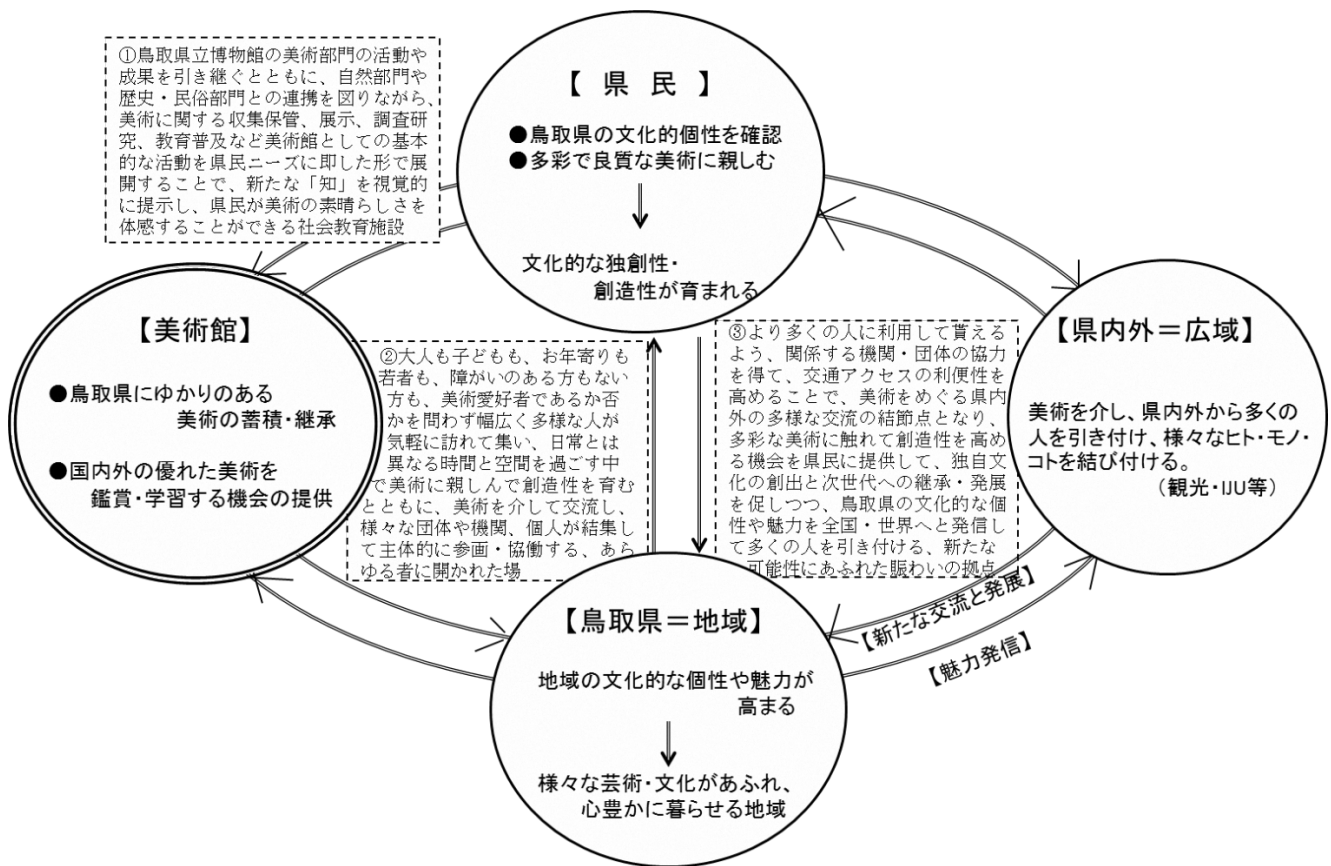 ①鳥取県立博物館の美術部門の活動や
成果を引き継ぐとともに、自然部門や
歴史・民俗部門との連携を図りながら、
美術に関する収集保管、展示、調査研
究、教育普及など美術館としての基本
的な活動を県民ニーズに即した形で展
開することで、新たな「知」を視覚的
に提示し、県民が美術の素晴らしさを
体感することができる社会教育施設
【 県 民 】
●鳥取県の文化的個性を確認
●多彩で良質な美術に親しむ
文化的な独創性・
創造性が育まれる
【美術館】
●鳥取県にゆかりのある
美術の蓄積・継承
●国内外の優れた美術を
鑑賞・学習する機会の提供
②大人も子どもも、お年寄りも
若者も、障がいのある方もない
方も、美術愛好者であるか否
かを問わず幅広く多様な人が
気軽に訪れて集い、日常とは
異なる時間と空間を過ごす中
で美術に親しんで創造性を育む
とともに、美術を介して交流し、
様々な団体や機関、個人が結集し
て主体的に参画・協働する、あら
ゆる者に開かれた場
③より多くの人に利用して貰える
よう、関係する機関・団体の協力
を得て、交通アクセスの利便性を
高めることで、美術をめぐる県内
外の多様な交流の結節点となり、
多彩な美術に触れて創造性を高め
る機会を県民に提供して、独自文
化の創出と次世代への継承・発展
を促しつつ、鳥取県の文化的な個
性や魅力を全国・世界へと発信し
て多くの人を引き付ける、新たな
可能性にあふれた賑わいの拠点
【県内外＝広域】
美術を介し、県内外から多くの
人を引き付け、様々なヒト・モノ・
コトを結び付ける。
（観光・IJU等）
【鳥取県＝地域】
地域の文化的な個性や魅力が
高まる
様々な芸術・文化があふれ、
心豊かに暮らせる地域
【新たな交流と発展】
【魅力発信】